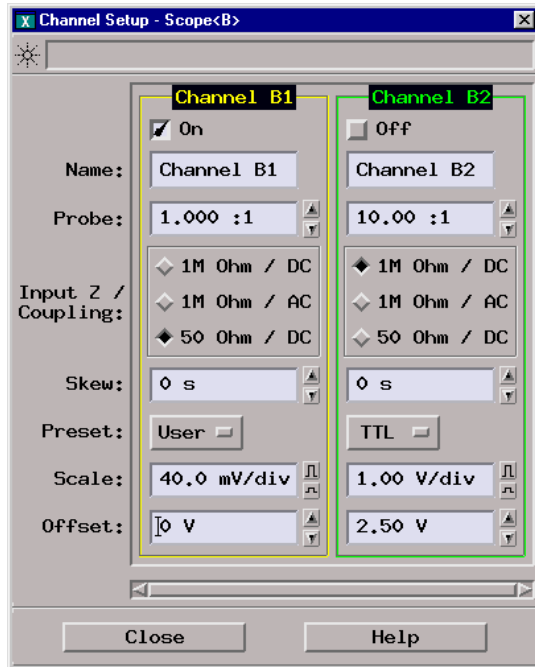 X Channel Setup - Scope<B>
Channel B1 Channel B2
On Off
Name: Channel B1 Channel B2
Probe: 1.000 :1 10.00 :1
1M Ohm / DC 1M Ohm / DC
Input Z / 1M Ohm / AC 1M Ohm / AC
Coupling: 50 Ohm / DC 50 Ohm / DC
Skew: 0 s 0 s
Preset: User TTL
Scale: 40.0 mV/div 1.00 V/div
Offset: 0 V 2.50 V
Close Help